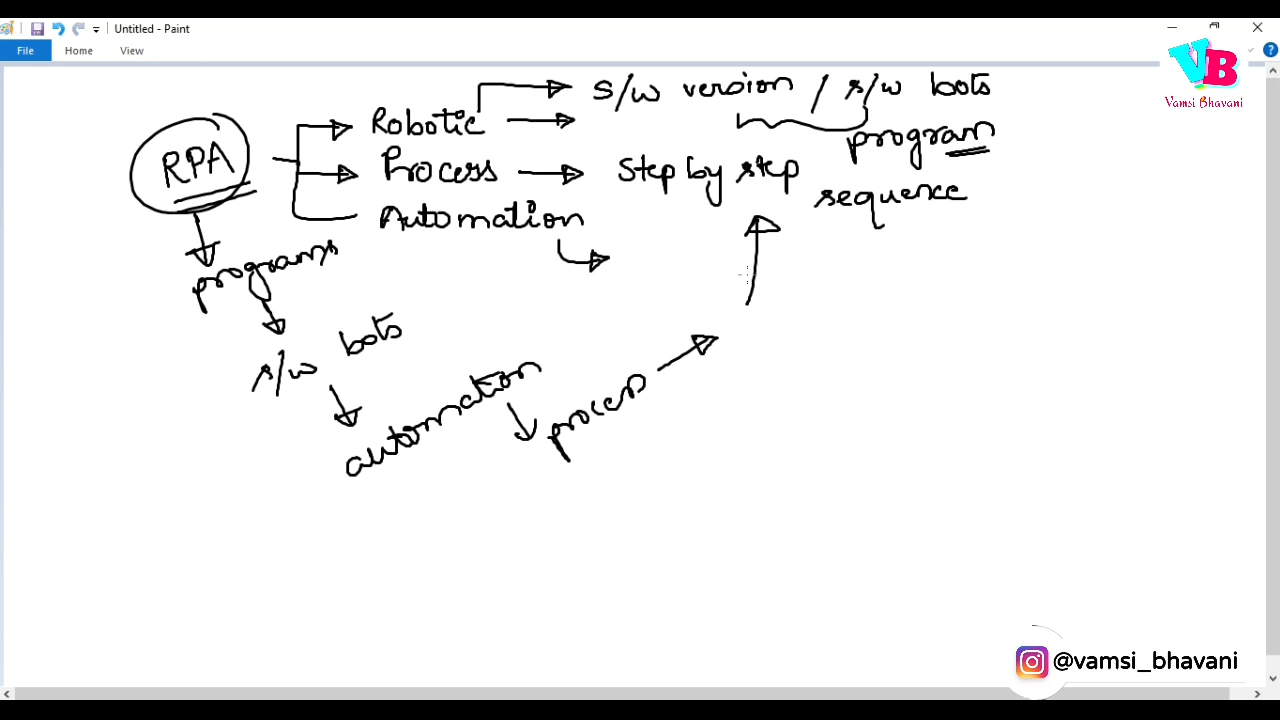 Untitled - Paint
File Home View
VB
Vamsi Bhavani
RPA
Robotic
s/w version / s/w bots
program
Process
Step by step
sequence
Automation
programs
s/w bots
automation
process
@vamsi_bhavani